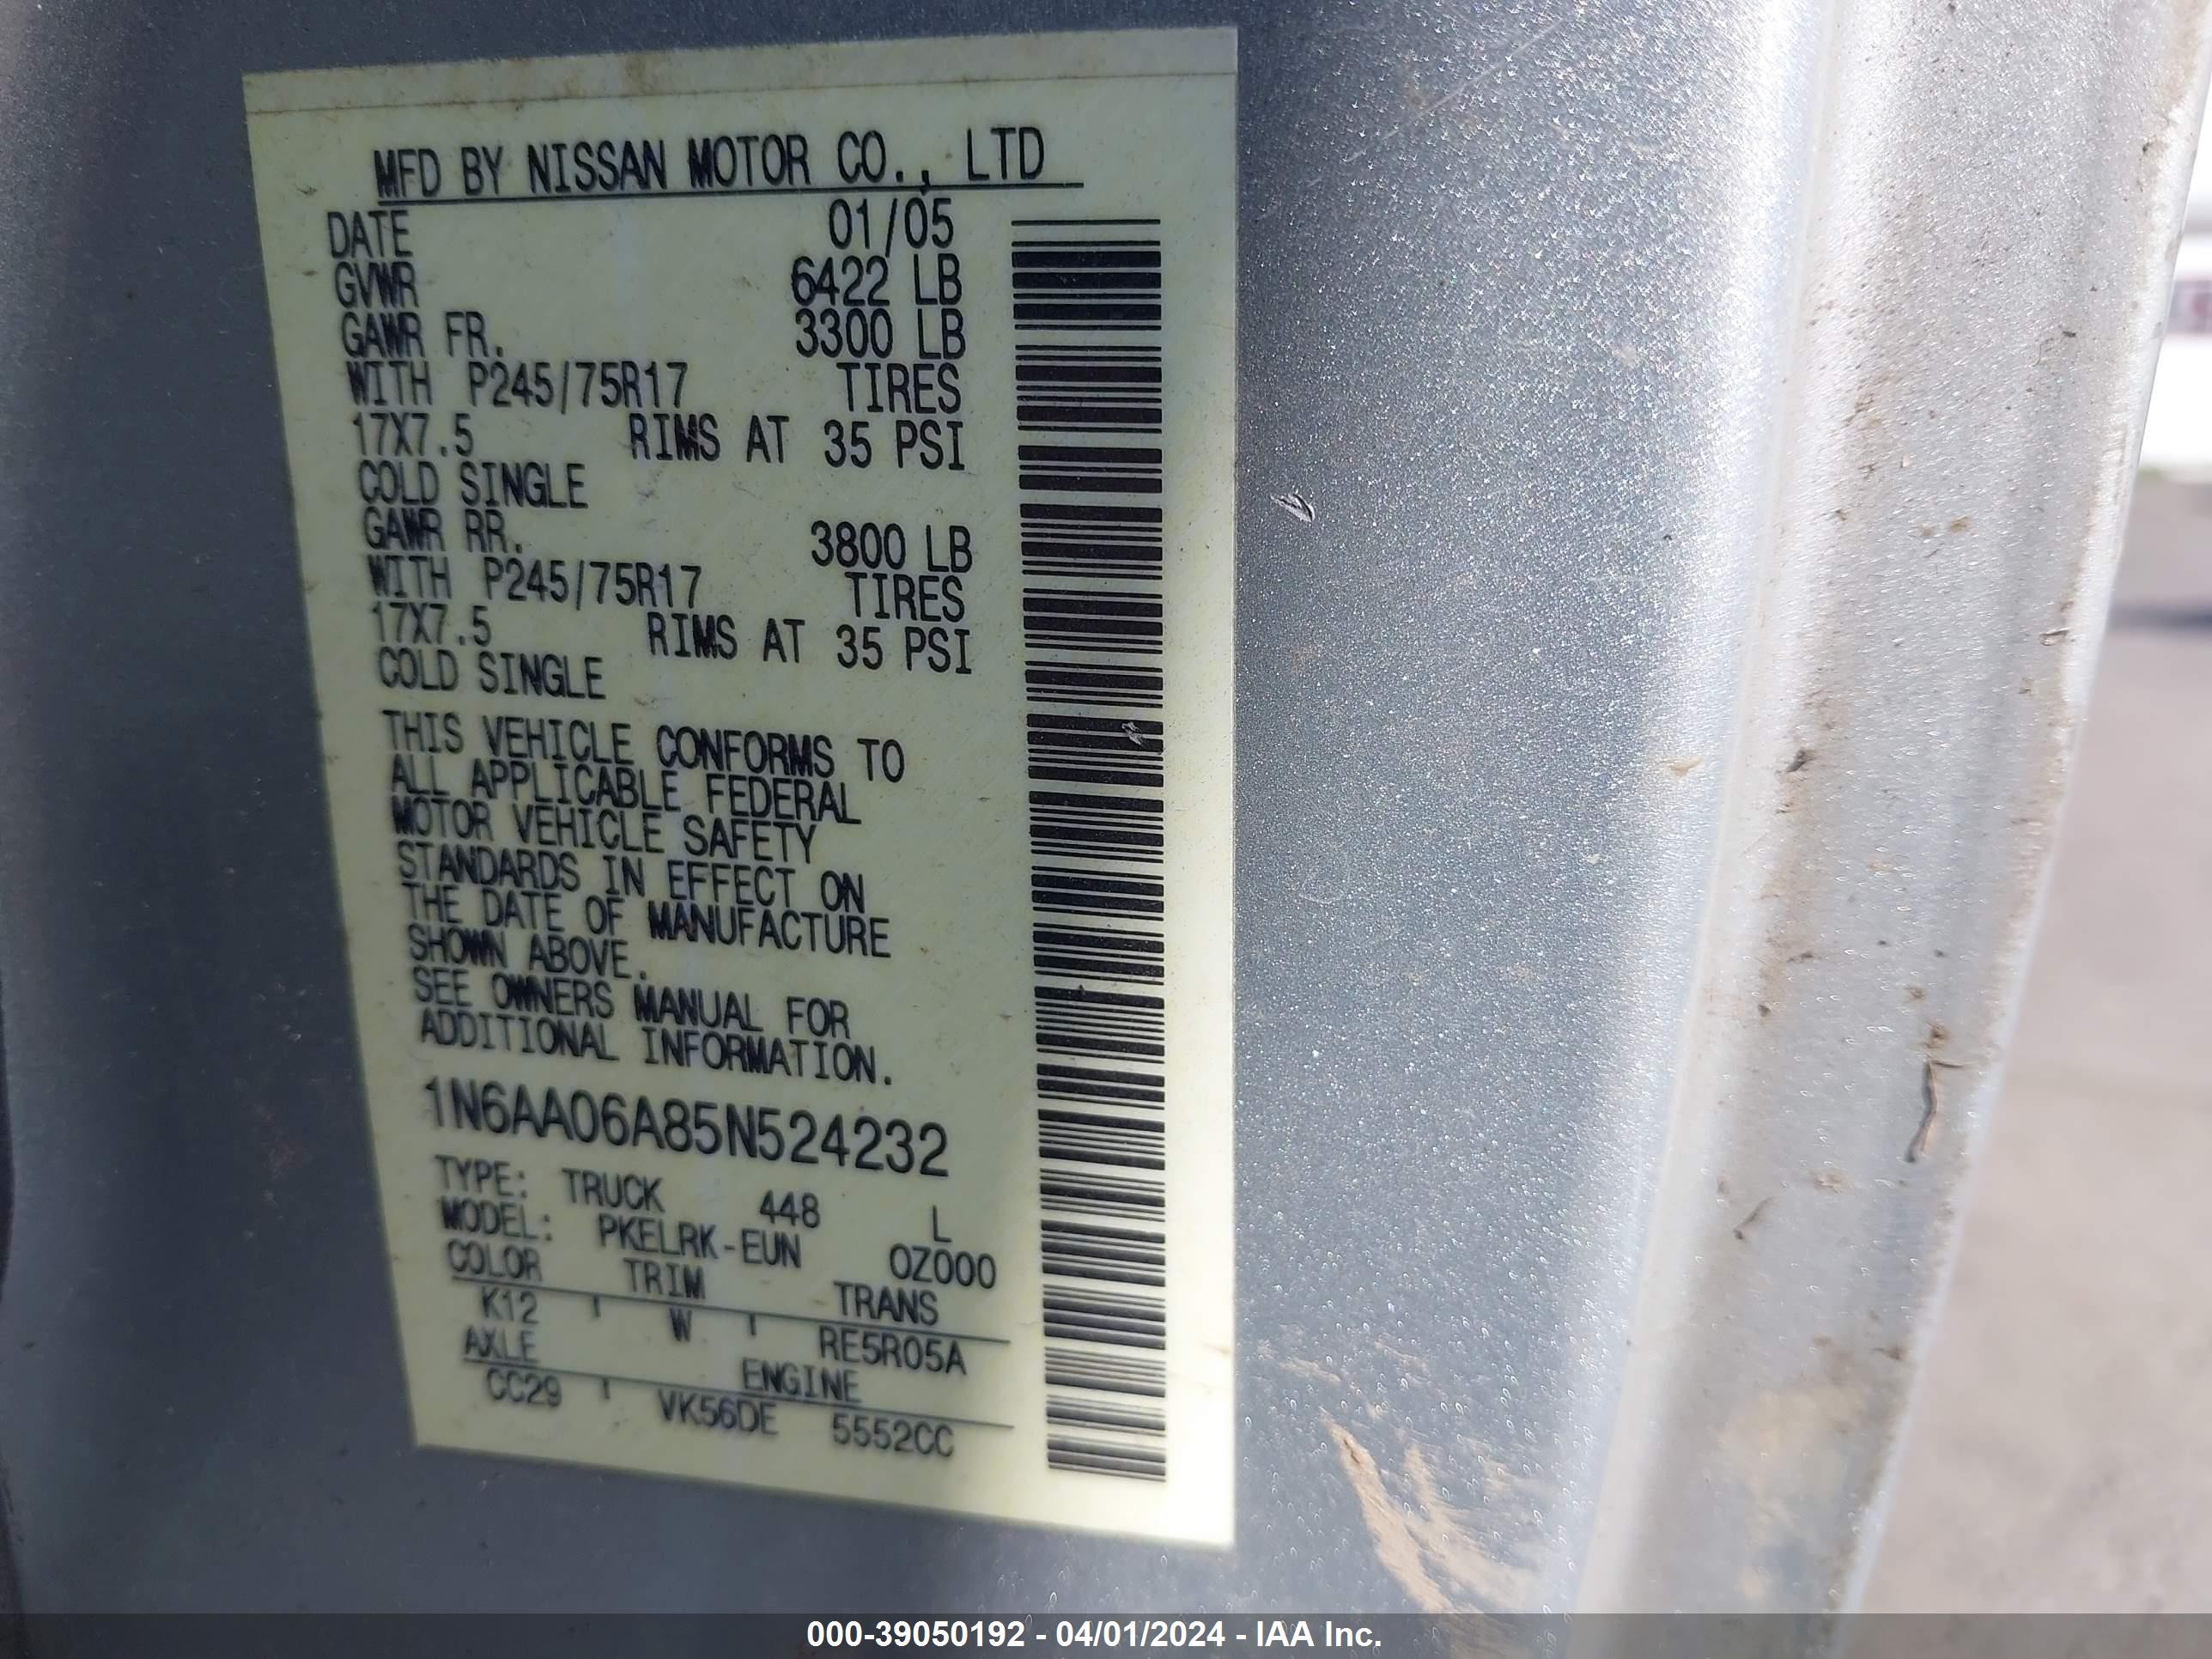 MFD BY NISSAN MOTOR CO., LTD
DATE 01/05
GVWR 6422 LB
GAWR FR. 3300 LB
WITH P245/75R17 TIRES
17X7.5 RIMS AT 35 PSI
COLD SINGLE
GAWR RR. 3800 LB
WITH P245/75R17 TIRES
17X7.5 RIMS AT 35 PSI
COLD SINGLE
THIS VEHICLE CONFORMS TO
ALL APPLICABLE FEDERAL
MOTOR VEHICLE SAFETY
STANDARDS IN EFFECT ON
THE DATE OF MANUFACTURE
SHOWN ABOVE.
SEE OWNERS MANUAL FOR
ADDITIONAL INFORMATION.
1N6AA06A85N524232
TYPE: TRUCK 448 L
MODEL: PKELRK-EUN 0Z000
COLOR TRIM TRANS
K12 W RE5R05A
AXLE ENGINE
CC29 VK56DE 5552CC
000-39050192 - 04/01/2024 - IAA Inc.